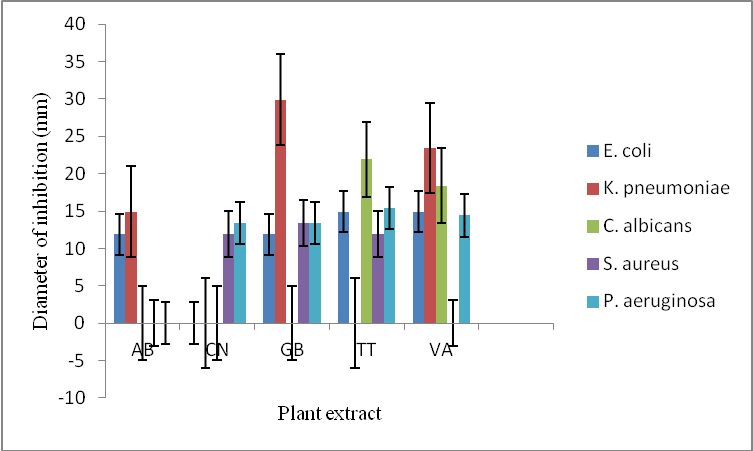 40
35
30
25
20
15
10
5
0
-5
-10
Diameter of inhibition (mm)
AB CN GB TT VA
Plant extract
E. coli
K. pneumoniae
C. albicans
S. aureus
P. aeruginosa